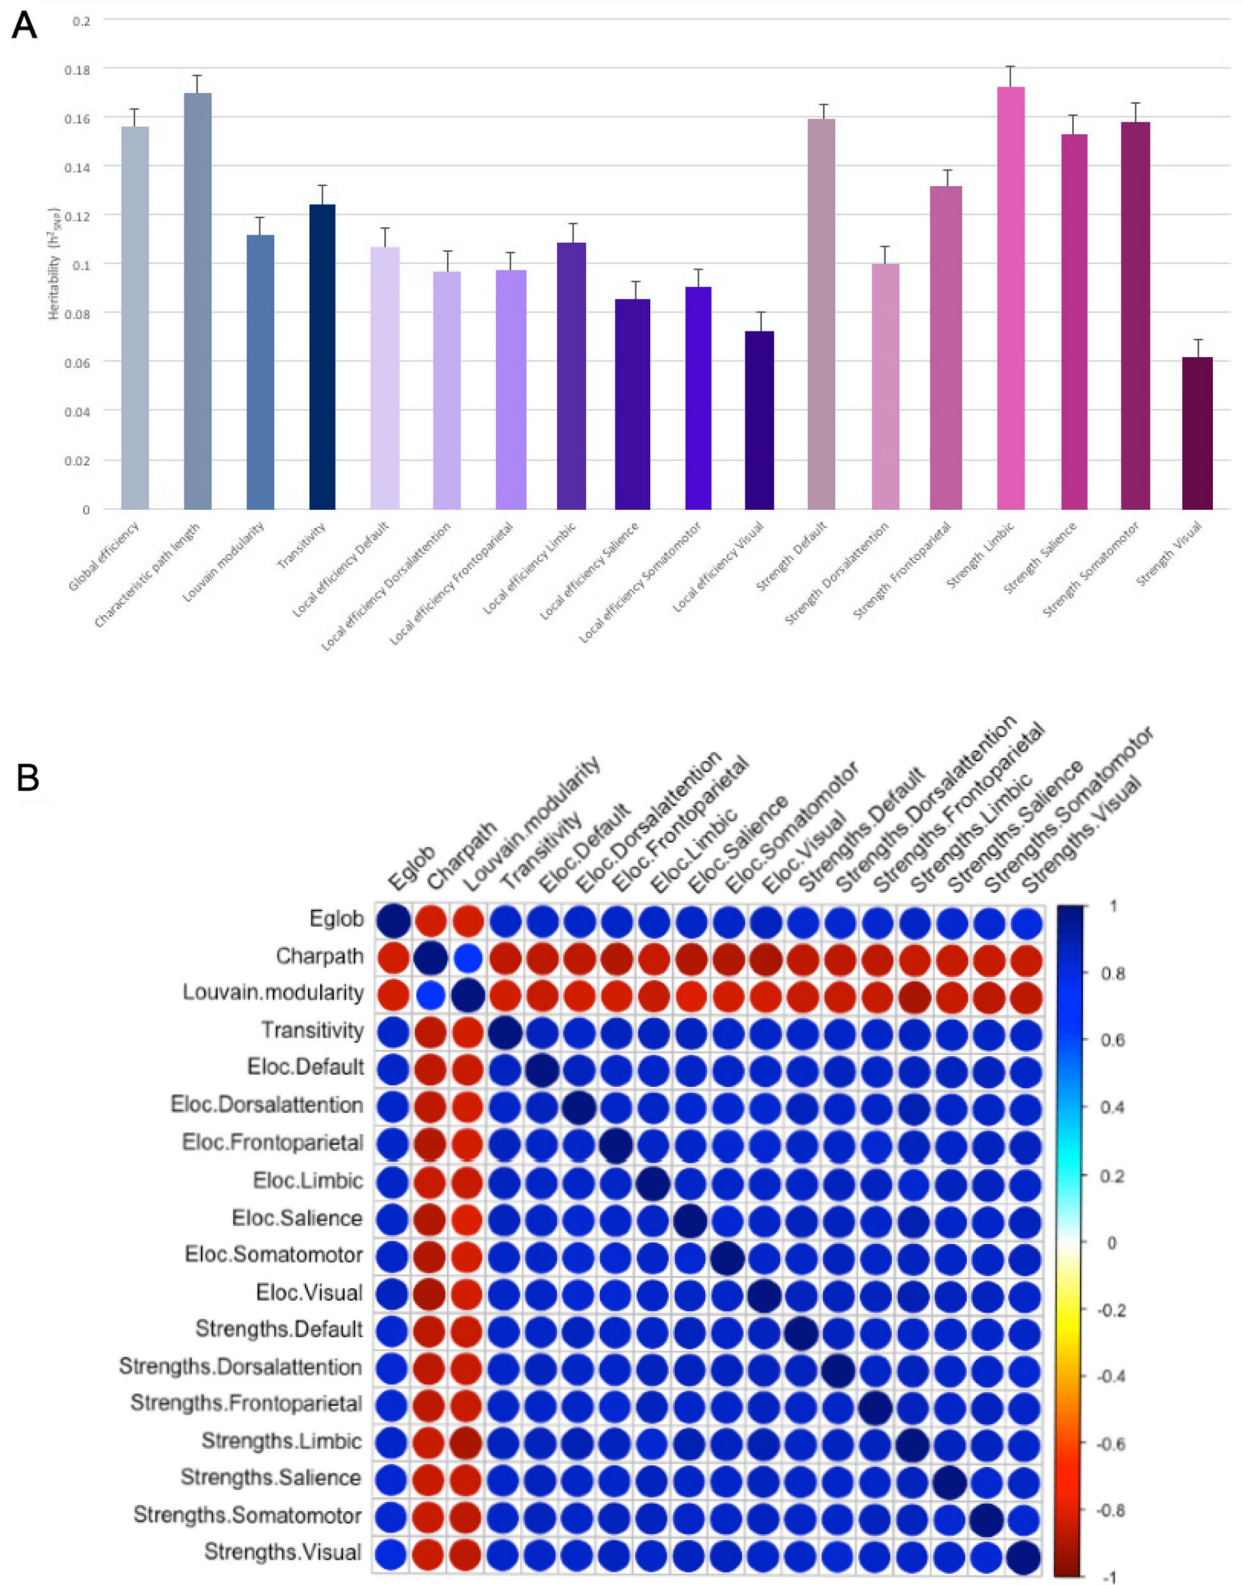 A
0.2
0.18
0.16
0.14
0.12
0.1
0.08
0.06
0.04
0.02
0
Heritability (h²SNP)
Global efficiency
Characteristic path length
Louvain modularity
Transitivity
Local efficiency Default
Local efficiency Dorsalattention
Local efficiency Frontoparietal
Local efficiency Limbic
Local efficiency Salience
Local efficiency Somatomotor
Local efficiency Visual
Strength Default
Strength Dorsalattention
Strength Frontoparietal
Strength Limbic
Strength Salience
Strength Somatomotor
Strength Visual
B
Eglob
Charpath
Louvain.modularity
Transitivity
Eloc.Default
Eloc.Dorsalattention
Eloc.Frontoparietal
Eloc.Limbic
Eloc.Salience
Eloc.Somatomotor
Eloc.Visual
Strengths.Default
Strengths.Dorsalattention
Strengths.Frontoparietal
Strengths.Limbic
Strengths.Salience
Strengths.Somatomotor
Strengths.Visual
Eglob
Charpath
Louvain.modularity
Transitivity
Eloc.Default
Eloc.Dorsalattention
Eloc.Frontoparietal
Eloc.Limbic
Eloc.Salience
Eloc.Somatomotor
Eloc.Visual
Strengths.Default
Strengths.Dorsalattention
Strengths.Frontoparietal
Strengths.Limbic
Strengths.Salience
Strengths.Somatomotor
Strengths.Visual
1
0.8
0.6
0.4
0.2
0
-0.2
-0.4
-0.6
-0.8
-1